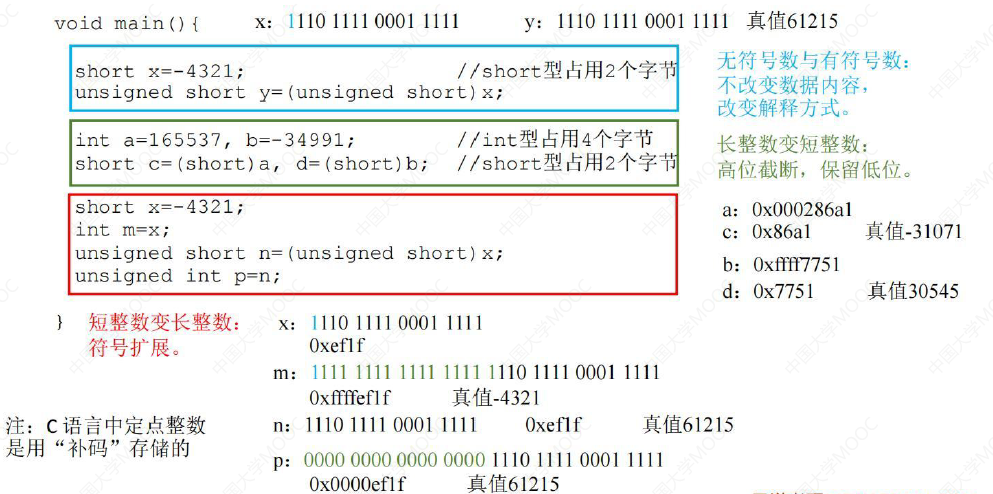 void main(){ x: 1110 1111 0001 1111 y: 1110 1111 0001 1111 真值61215
short x=-4321; //short型占用2个字节
unsigned short y=(unsigned short)x;
无符号数与有符号数:
不改变数据内容,
改变解释方式。
int a=165537, b=-34991; //int型占用4个字节
short c=(short)a, d=(short)b; //short型占用2个字节
长整数变短整数:
高位截断,保留低位。
short x=-4321;
int m=x;
unsigned short n=(unsigned short)x;
unsigned int p=n;
a: 0x000286a1
c: 0x86a1 真值-31071
b: 0xffff7751
d: 0x7751 真值30545
}
短整数变长整数:
符号扩展。
x: 1110 1111 0001 1111
0xef1f
m: 1111 1111 1111 1111 1110 1111 0001 1111
0xffffef1f 真值-4321
n: 1110 1111 0001 1111 0xef1f 真值61215
p: 0000 0000 0000 0000 1110 1111 0001 1111
0x0000ef1f 真值61215
注:C 语言中定点整数
是用“补码”存储的
中国大学MOOC